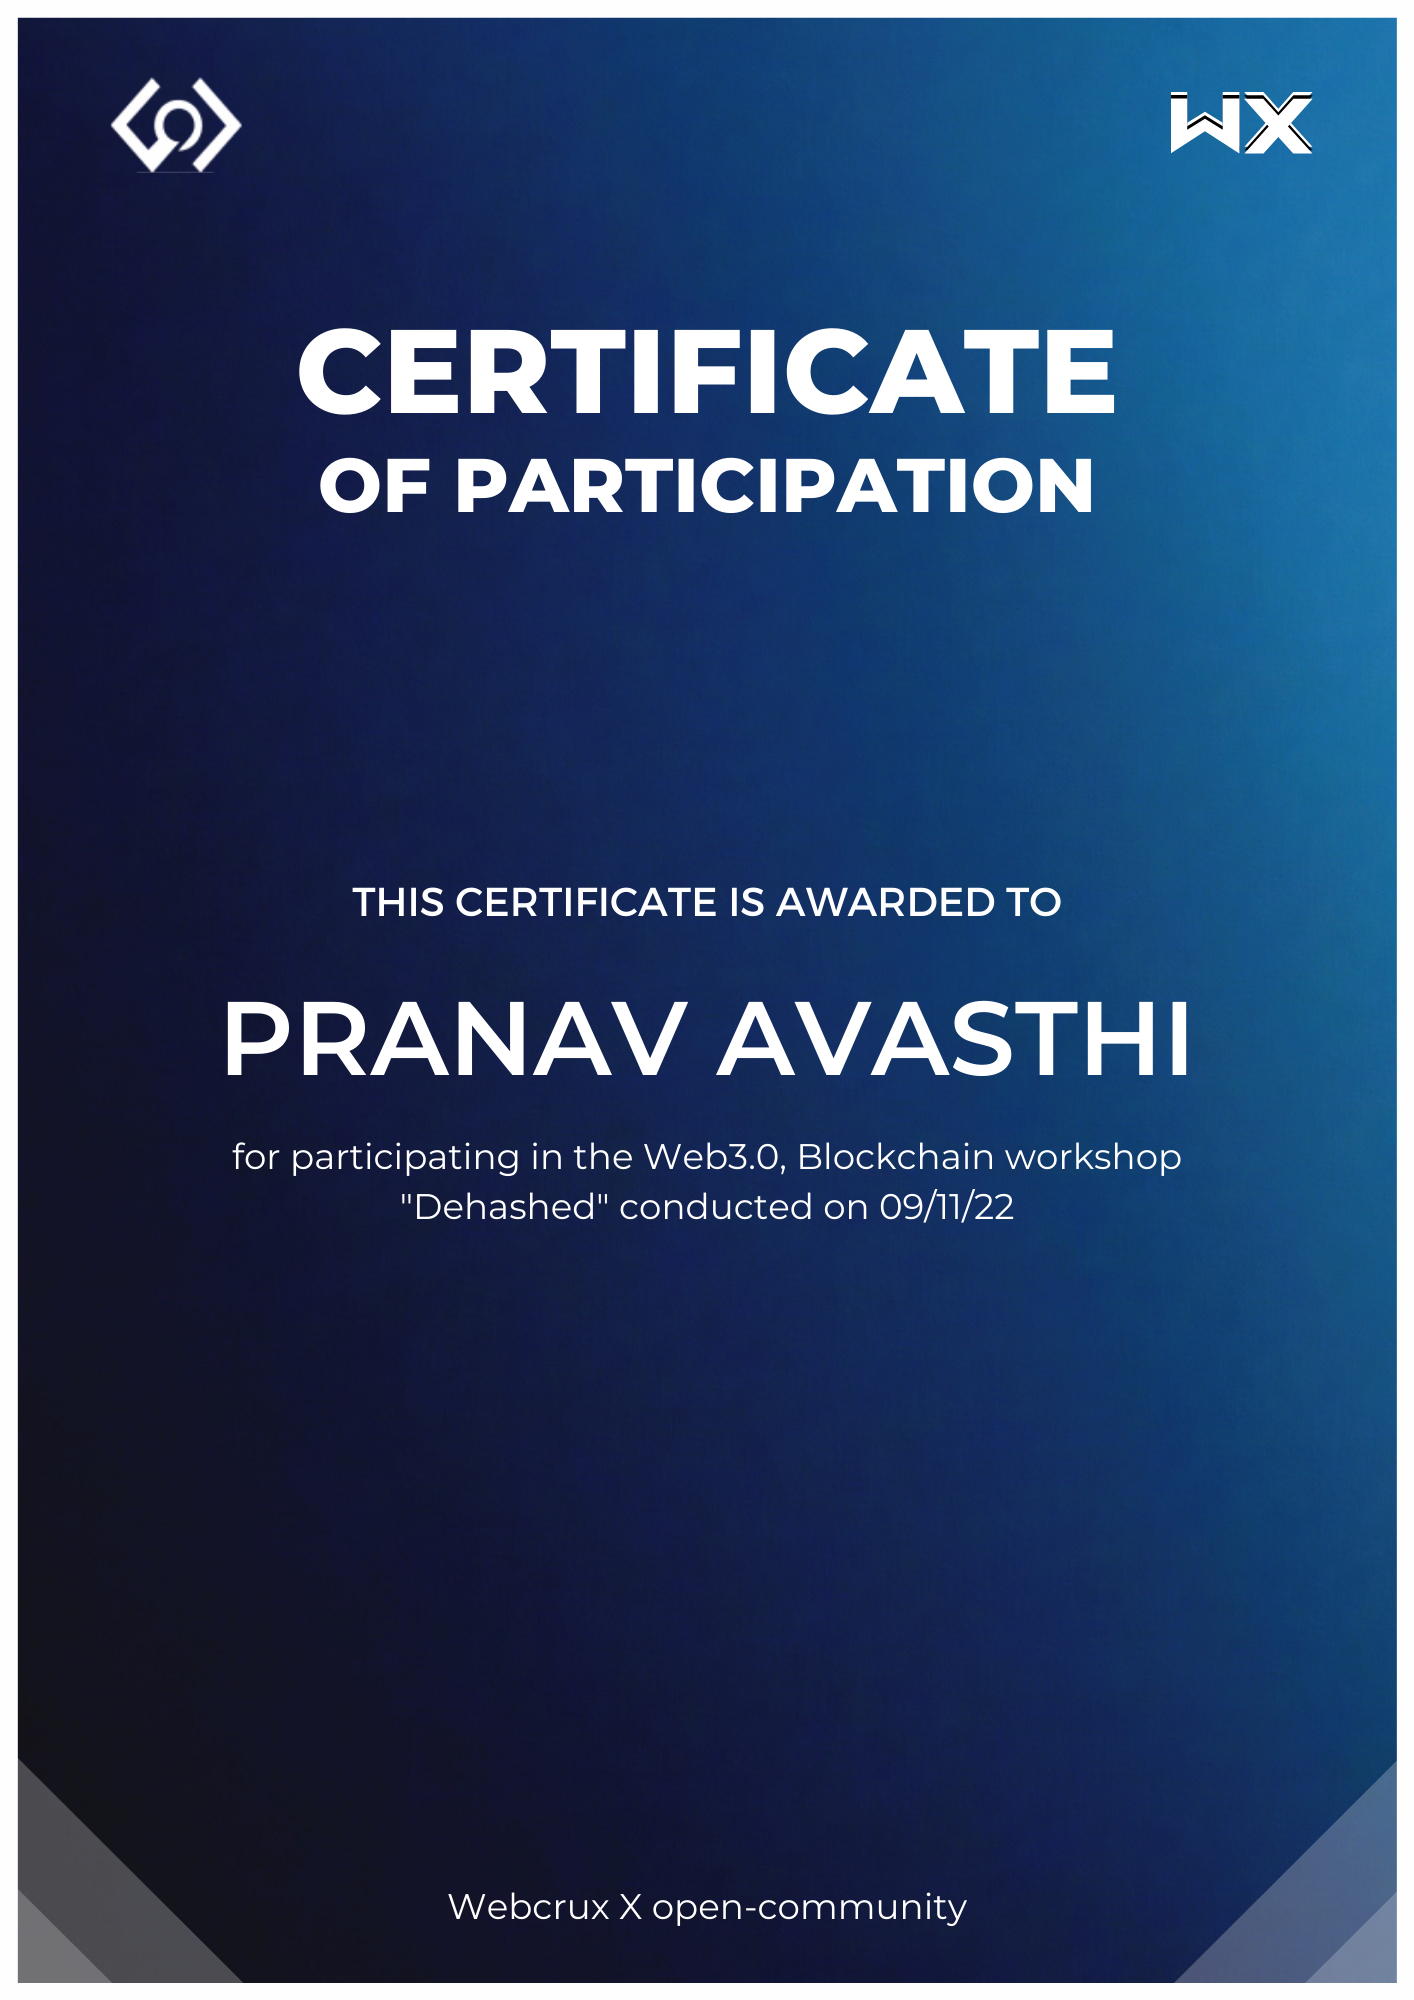 WX
CERTIFICATE
OF PARTICIPATION
THIS CERTIFICATE IS AWARDED TO
PRANAV AVASTHI
for participating in the Web3.0, Blockchain workshop
"Dehashed" conducted on 09/11/22
Webcrux X open-community